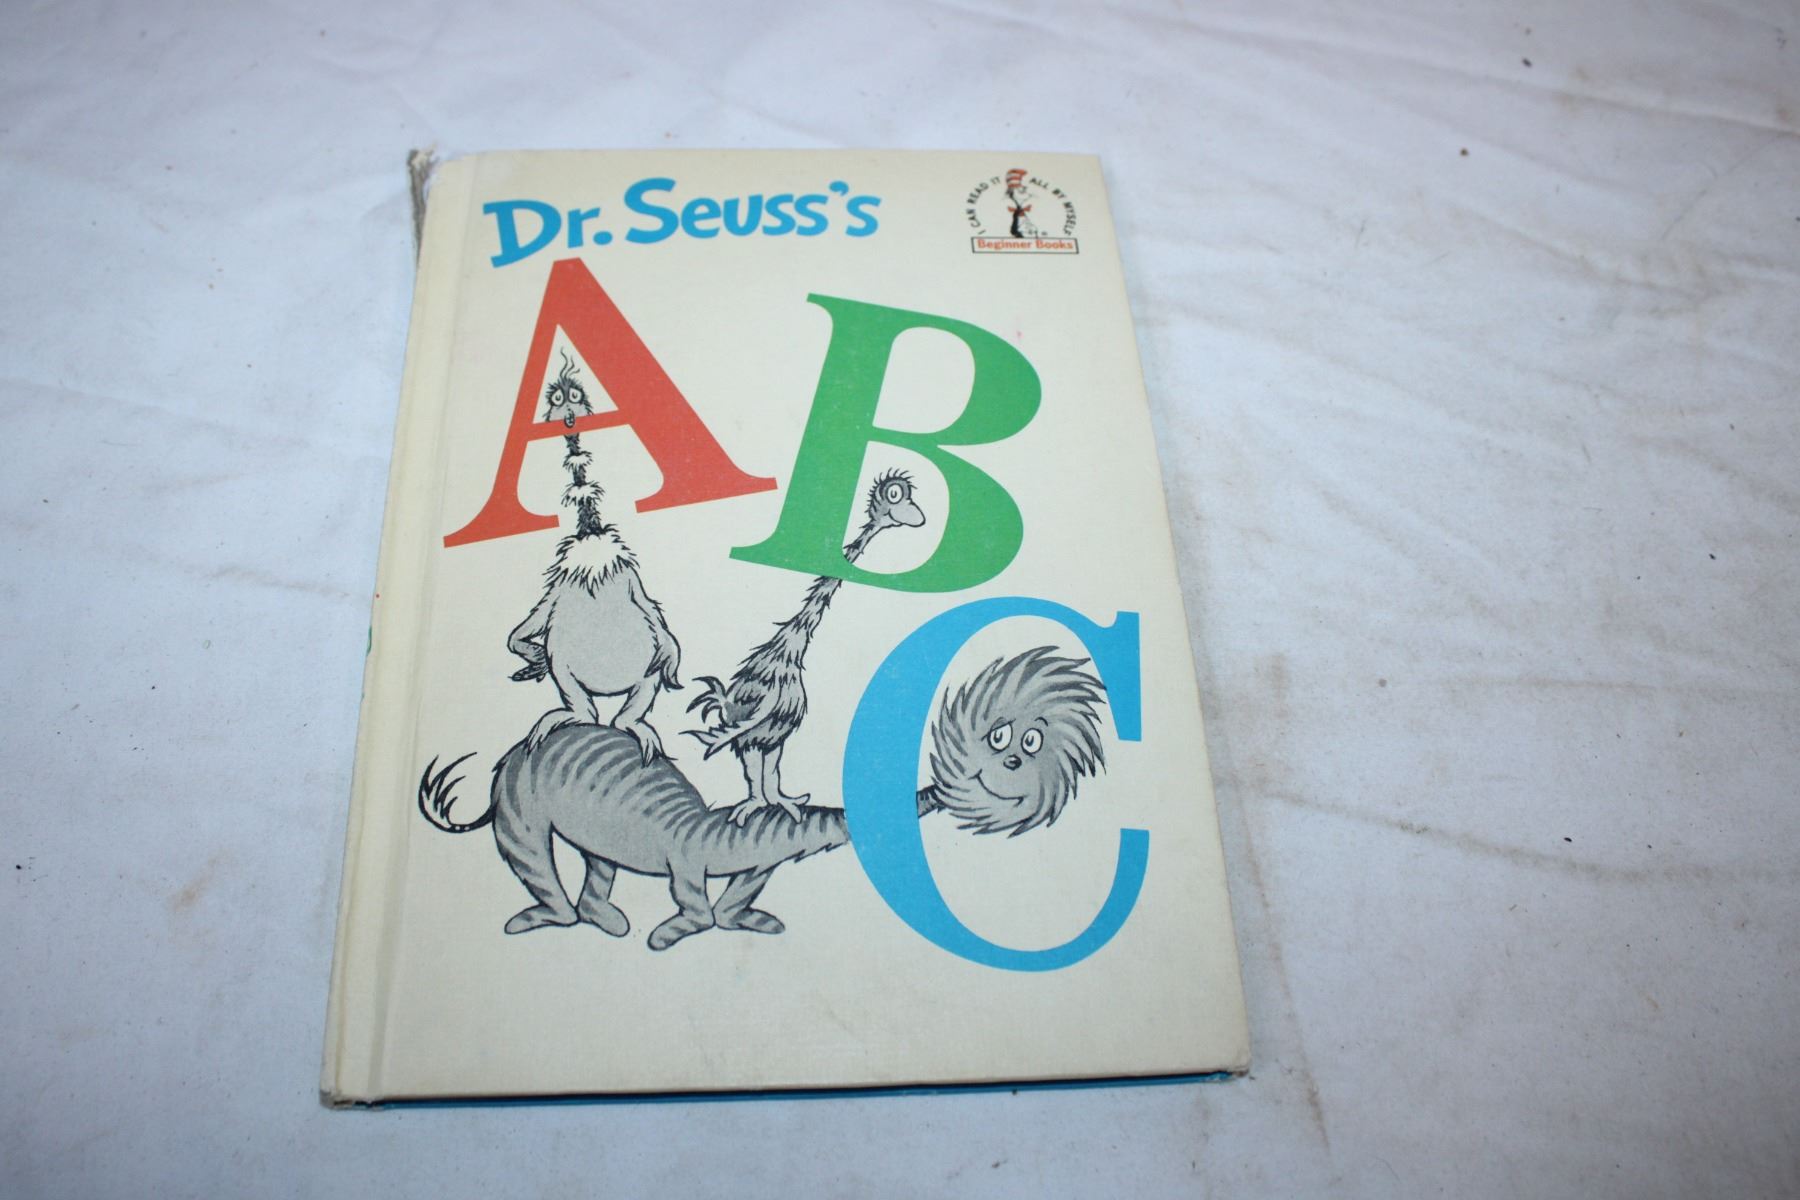 Dr. Seuss's
I CAN READ IT ALL BY MYSELF
Beginner Books
A
B
C